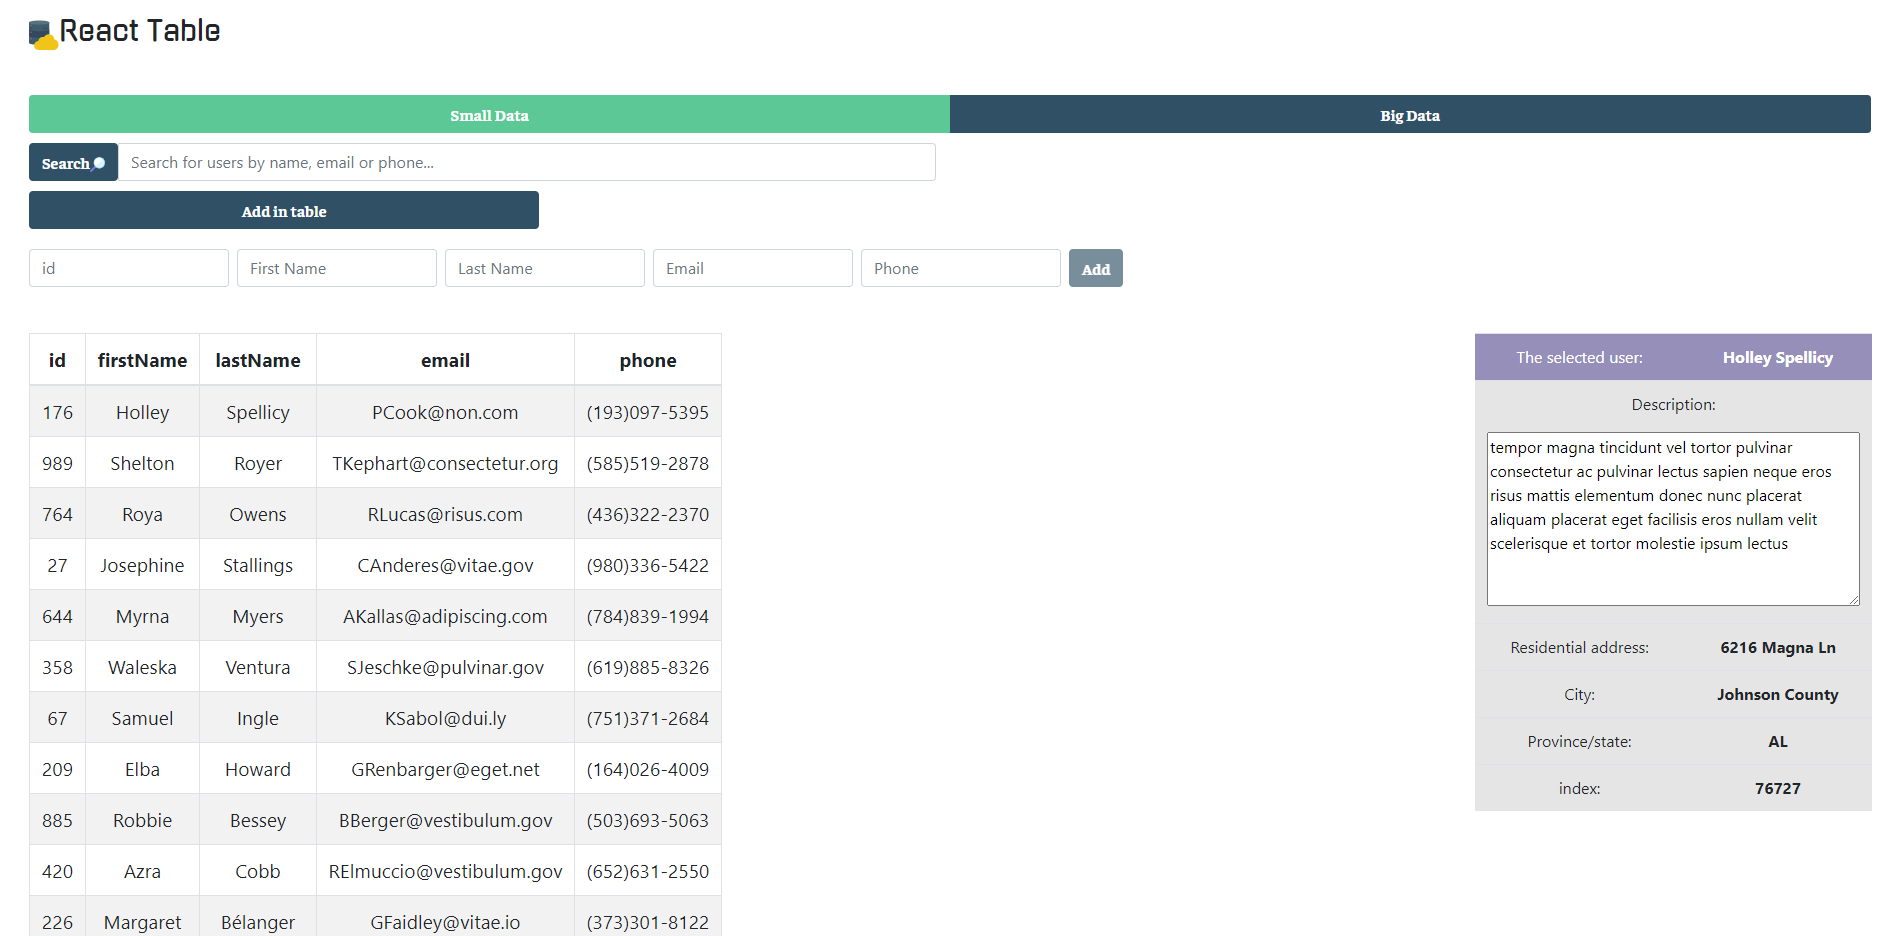 React Table
Small Data Big Data
Search Search for users by name, email or phone...
Add in table
id First Name Last Name Email Phone Add
id firstName lastName email phone
176 Holley Spellicy PCook@non.com (193)097-5395
989 Shelton Royer TKephart@consectetur.org (585)519-2878
764 Roya Owens RLucas@risus.com (436)322-2370
27 Josephine Stallings CAnderes@vitae.gov (980)336-5422
644 Myrna Myers AKallas@adipiscing.com (784)839-1994
358 Waleska Ventura SJeschke@pulvinar.gov (619)885-8326
67 Samuel Ingle KSabol@dui.ly (751)371-2684
209 Elba Howard GRenbarger@eget.net (164)026-4009
885 Robbie Bessey BBerger@vestibulum.gov (503)693-5063
420 Azra Cobb RElmuccio@vestibulum.gov (652)631-2550
226 Margaret Bélanger GFaidley@vitae.io (373)301-8122
The selected user: Holley Spellicy
Description:
tempor magna tincidunt vel tortor pulvinar
consectetur ac pulvinar lectus sapien neque eros
risus mattis elementum donec nunc placerat
aliquam placerat eget facilisis eros nullam velit
scelerisque et tortor molestie ipsum lectus
Residential address: 6216 Magna Ln
City: Johnson County
Province/state: AL
index: 76727